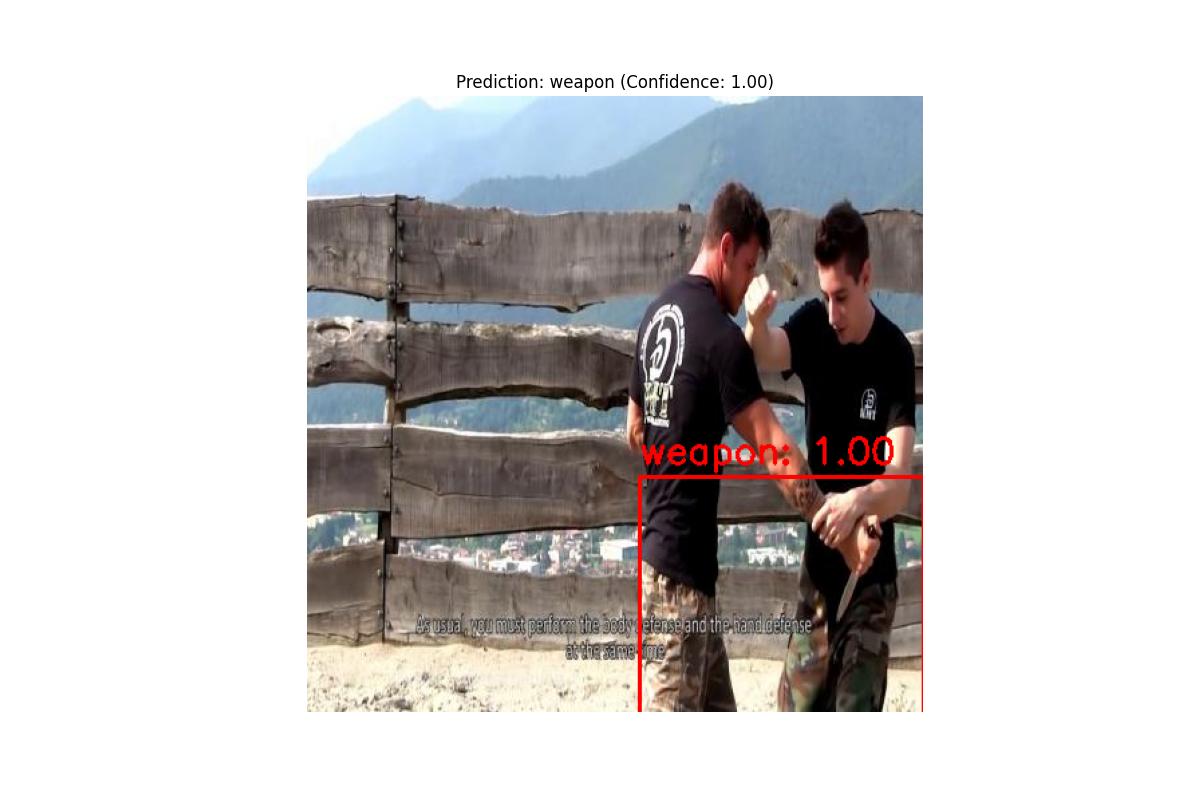 Prediction: weapon (Confidence: 1.00)
weapon: 1.00
As usual, you must perform the body defense and the hand defense
at the same time